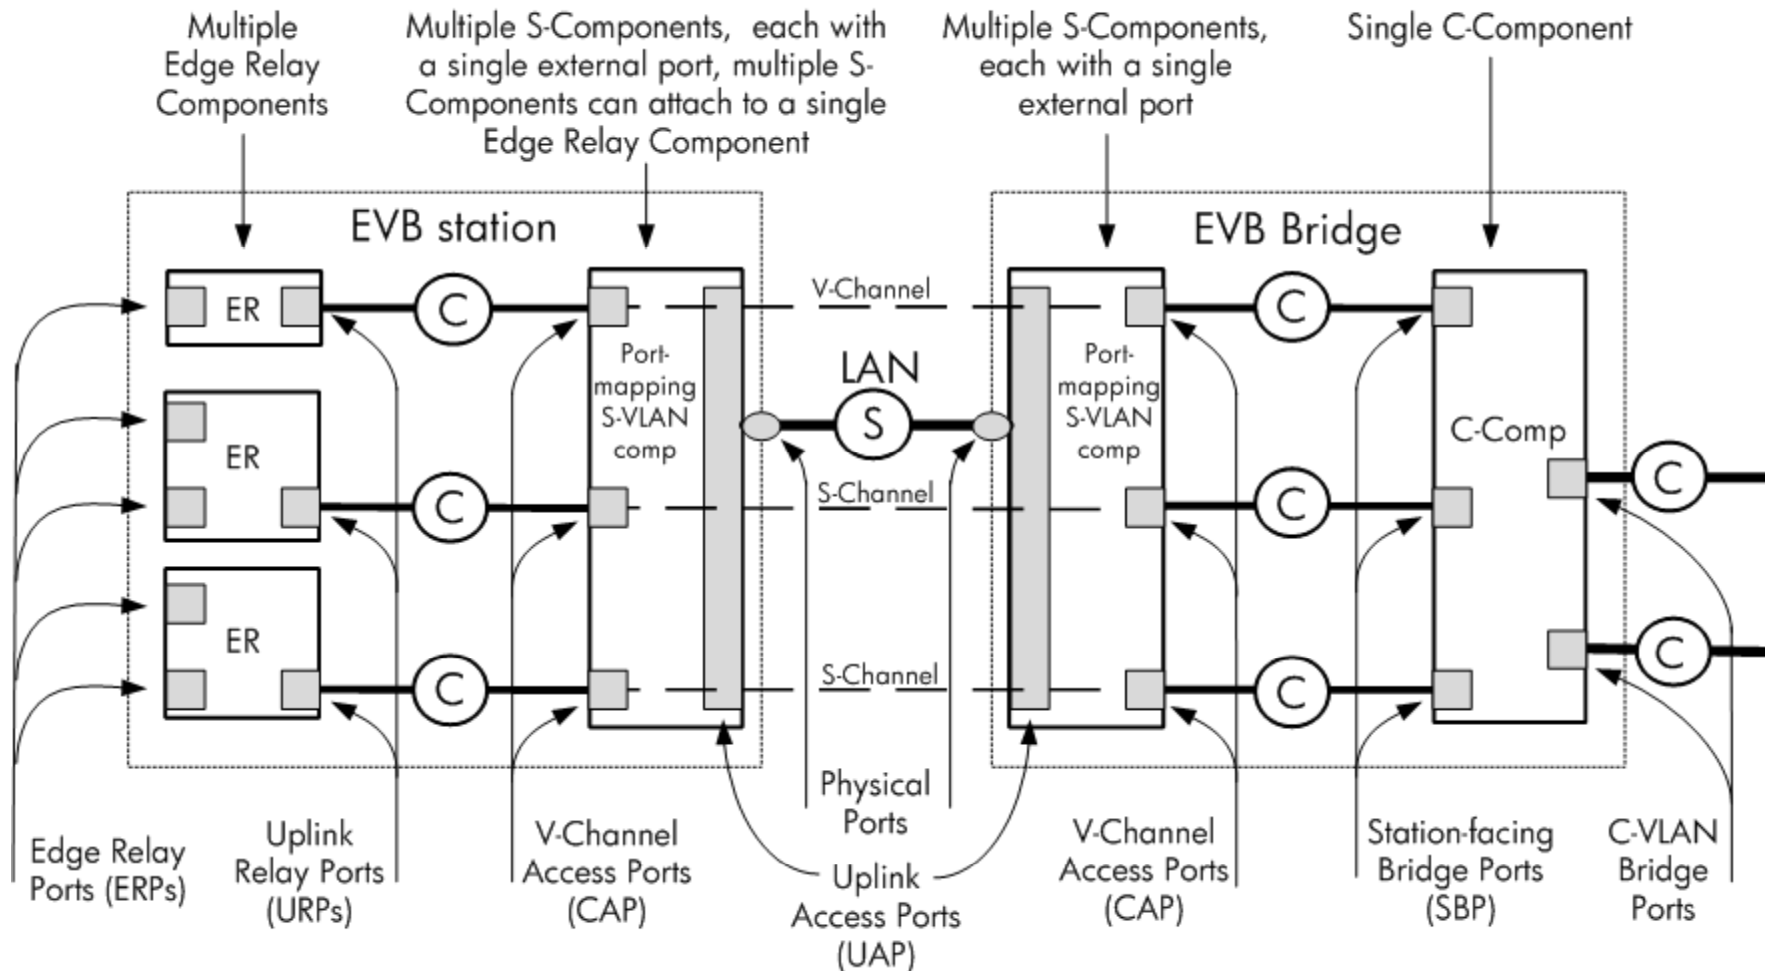 Multiple
Edge Relay
Components
Multiple S-Components, each with
a single external port, multiple S-
Components can attach to a single
Edge Relay Component
Multiple S-Components,
each with a single
external port
Single C-Component
EVB station
EVB Bridge
ER
C
V-Channel
C
Port-
mapping
S-VLAN
comp
LAN
S
Port-
mapping
S-VLAN
comp
C-Comp
ER
C
S-Channel
C
C
ER
C
S-Channel
C
C
Edge Relay
Ports (ERPs)
Uplink
Relay Ports
(URPs)
V-Channel
Access Ports
(CAP)
Physical
Ports
Uplink
Access Ports
(UAP)
V-Channel
Access Ports
(CAP)
Station-facing
Bridge Ports
(SBP)
C-VLAN
Bridge
Ports